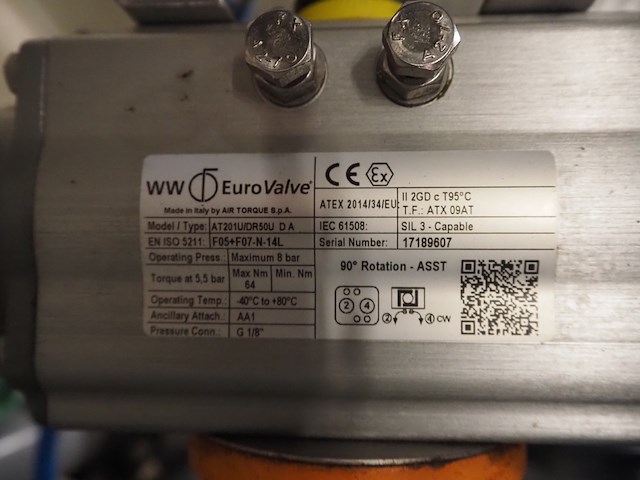 WW EuroValve®
Made in Italy by AIR TORQUE S.p.A.
Model / Type: AT201U/DR50U D A
EN ISO 5211: F05+F07-N-14L
Operating Press.: Maximum 8 bar
Torque at 5,5 bar Max Nm 64 Min. Nm
Operating Temp.: -40°C to +80°C
Ancillary Attach.: AA1
Pressure Conn.: G 1/8"
CE Ex
ATEX 2014/34/EU: II 2GD c T95°C
T.F.: ATX 09AT
IEC 61508: SIL 3 - Capable
Serial Number: 17189607
90° Rotation - ASST
2 4 2 4 CW